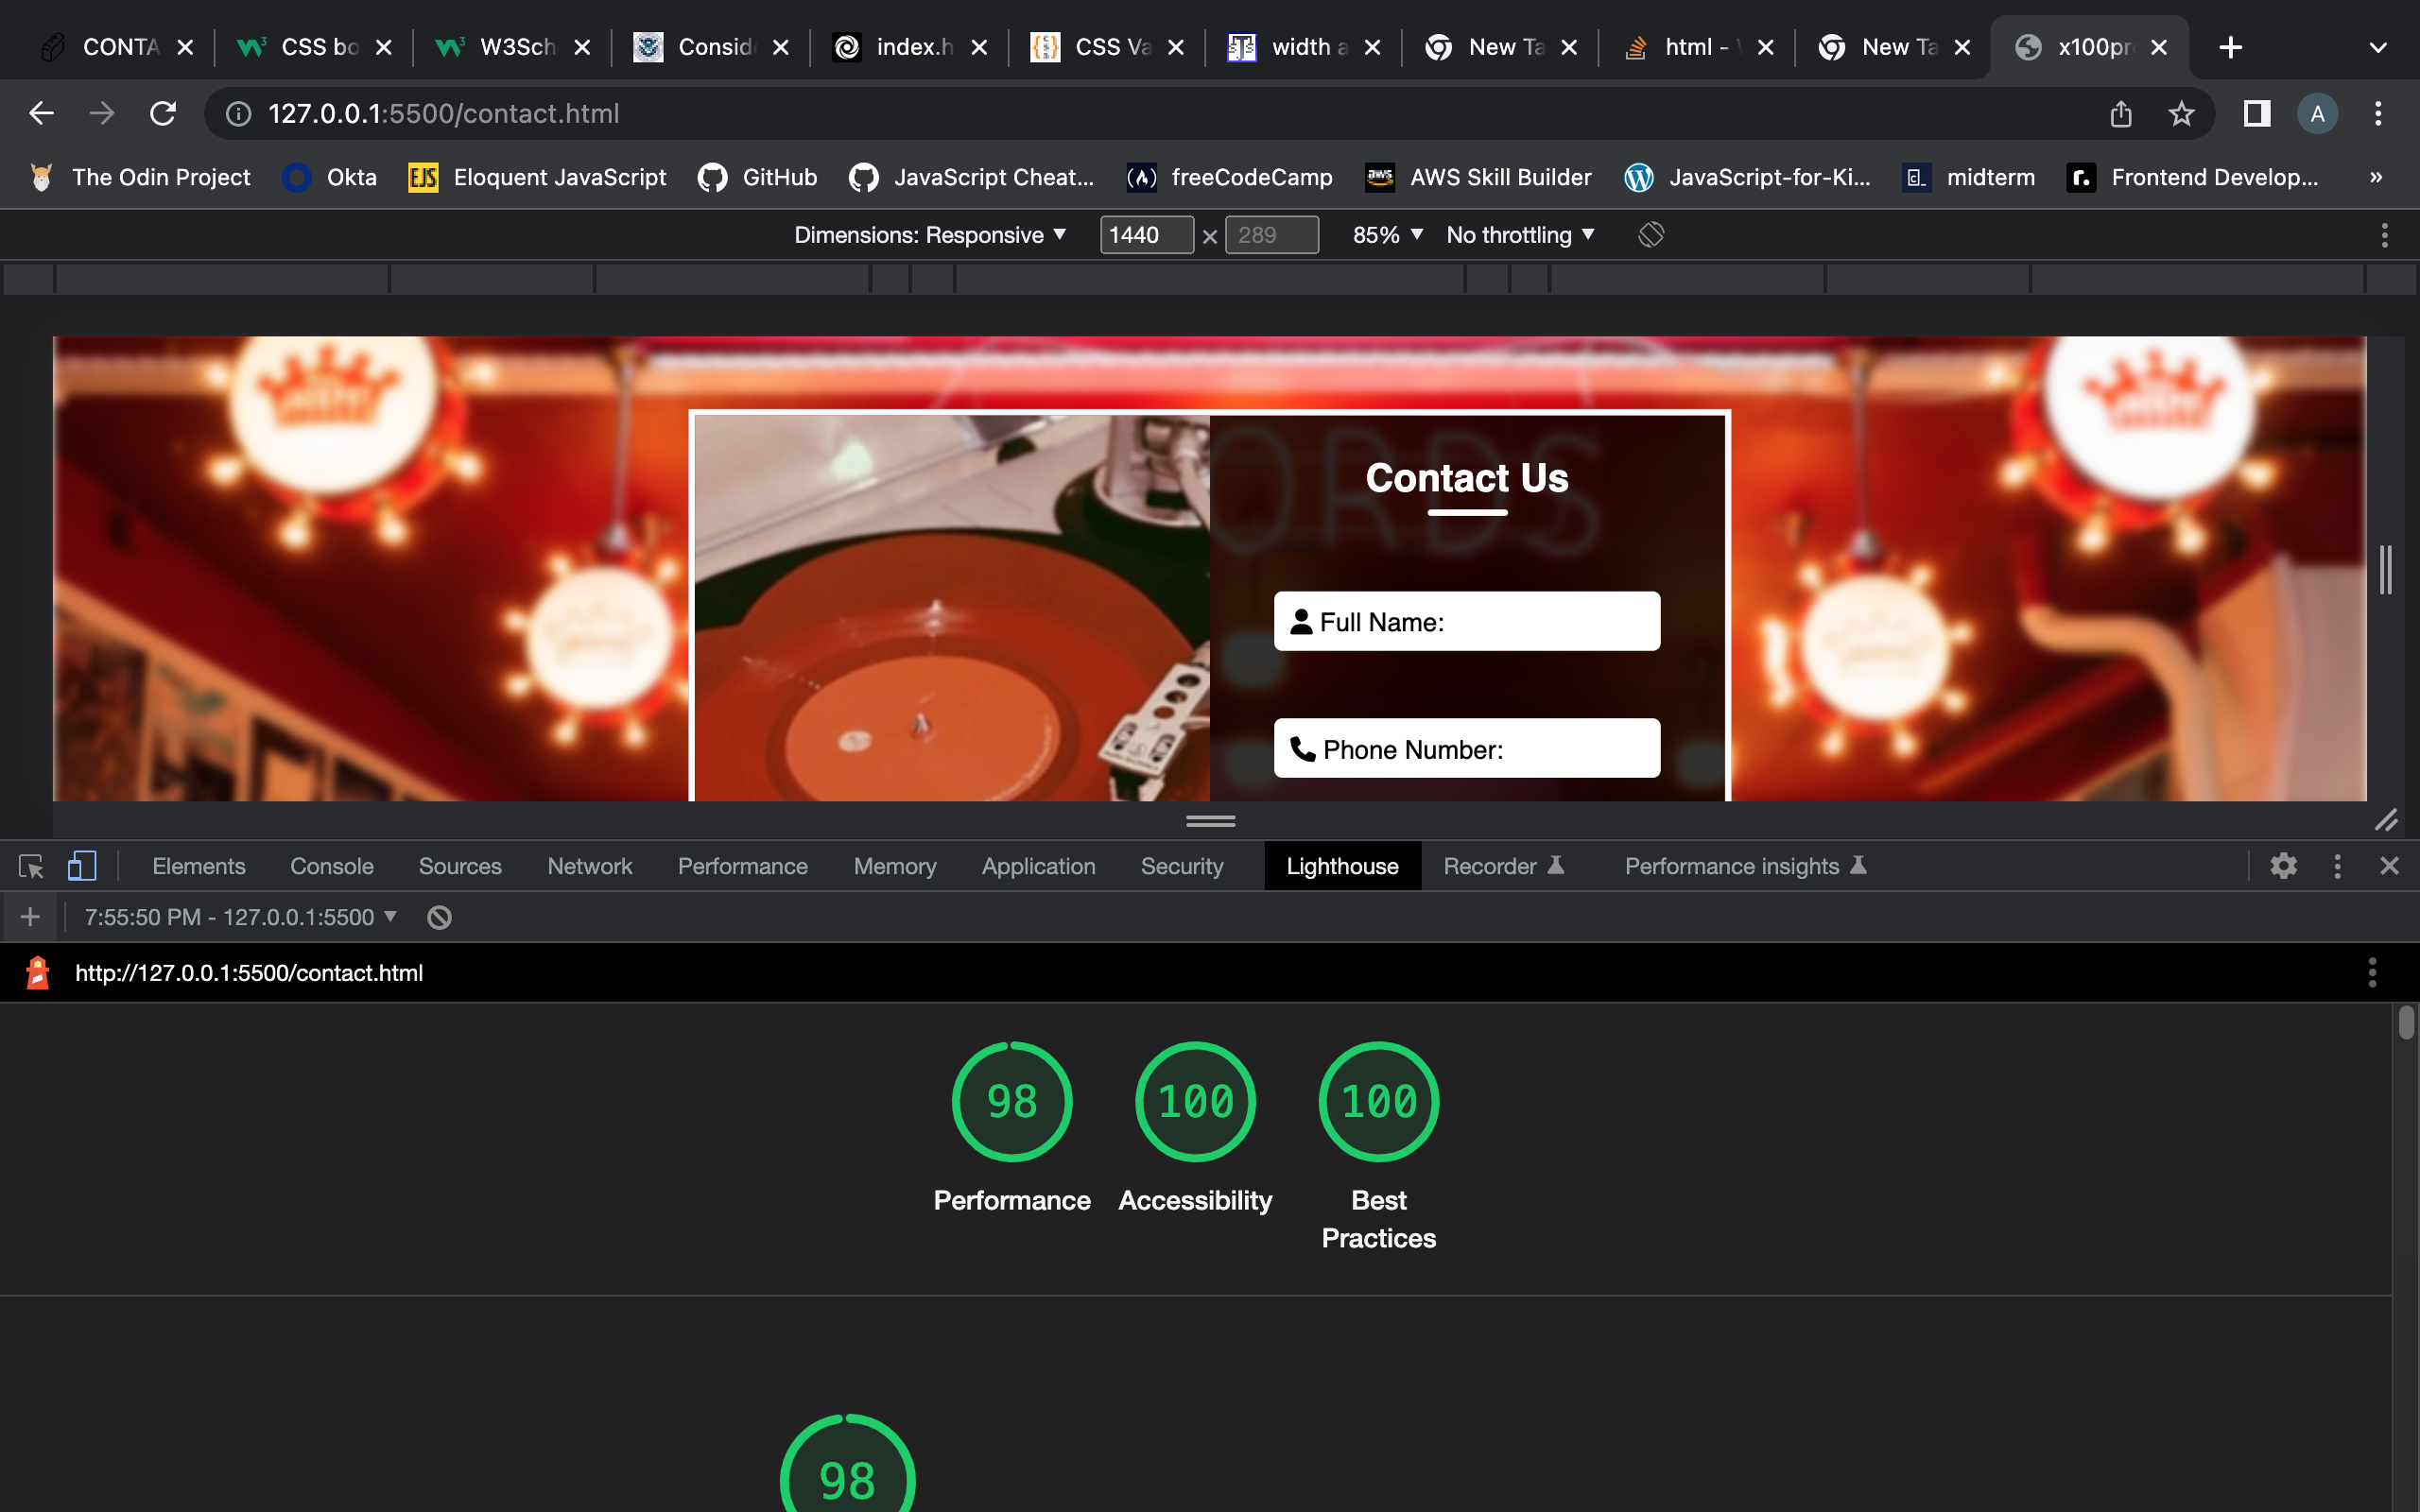 CONTA
CSS bo
W3Sch
Consid
index.h
CSS Va
width a
New Ta
html -
New Ta
x100pr
127.0.0.1:5500/contact.html
A
The Odin Project
Okta
EJS
Eloquent JavaScript
GitHub
JavaScript Cheat...
freeCodeCamp
aws
AWS Skill Builder
JavaScript-for-Ki...
midterm
r.
Frontend Develop...
»
Dimensions: Responsive
1440 × 289
85%
No throttling
ORDS
Contact Us
Full Name:
Phone Number:
Elements
Console
Sources
Network
Performance
Memory
Application
Security
Lighthouse
Recorder
Performance insights
7:55:50 PM - 127.0.0.1:5500
http://127.0.0.1:5500/contact.html
98
100
100
Performance
Accessibility
Best
Practices
98